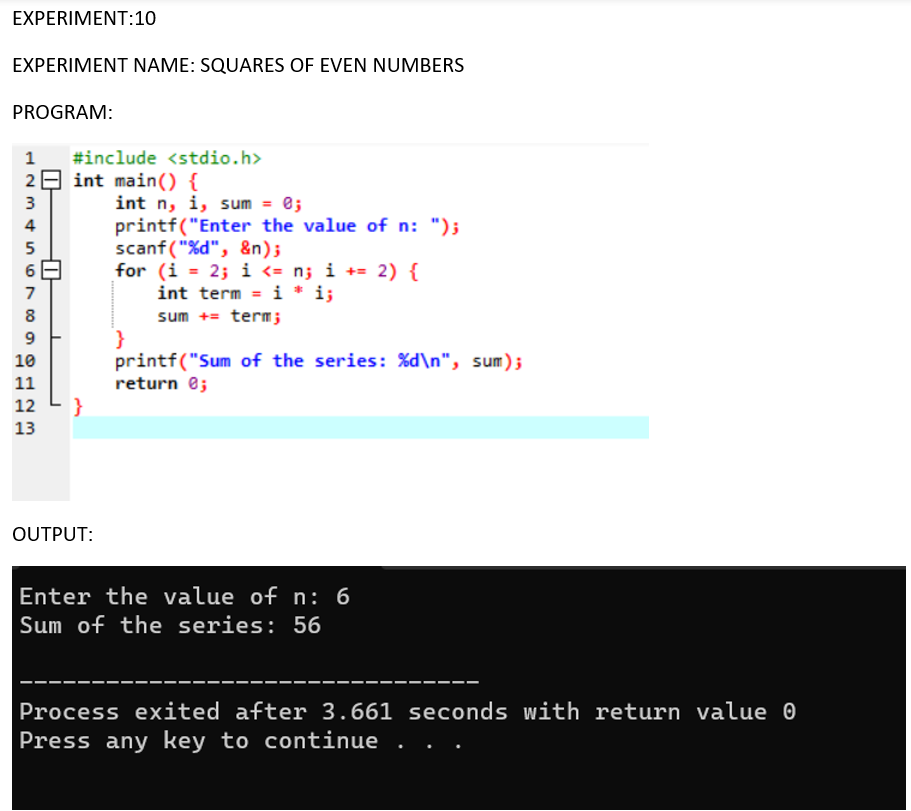 EXPERIMENT:10
EXPERIMENT NAME: SQUARES OF EVEN NUMBERS
PROGRAM:
1 #include <stdio.h>
2 int main() {
3 int n, i, sum = 0;
4 printf("Enter the value of n: ");
5 scanf("%d", &n);
6 for (i = 2; i <= n; i += 2) {
7 int term = i * i;
8 sum += term;
9 }
10 printf("Sum of the series: %d\n", sum);
11 return 0;
12 }
13
OUTPUT:
Enter the value of n: 6
Sum of the series: 56
--------------------------------
Process exited after 3.661 seconds with return value 0
Press any key to continue . . .